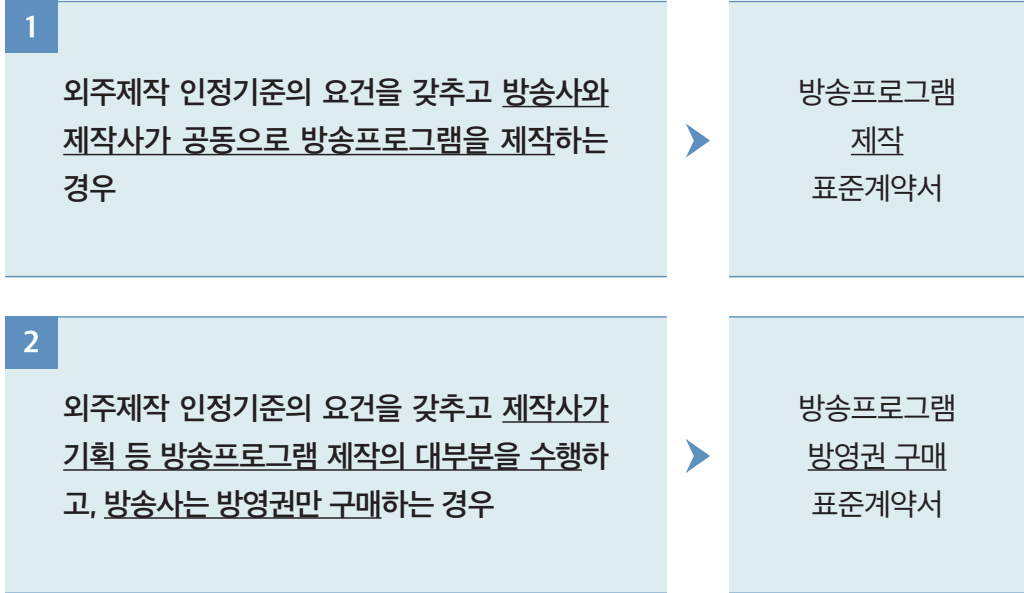 1
외주제작 인정기준의 요건을 갖추고 방송사와
제작사가 공동으로 방송프로그램을 제작하는
경우
방송프로그램
제작
표준계약서
2
외주제작 인정기준의 요건을 갖추고 제작사가
기획 등 방송프로그램 제작의 대부분을 수행하
고, 방송사는 방영권만 구매하는 경우
방송프로그램
방영권 구매
표준계약서